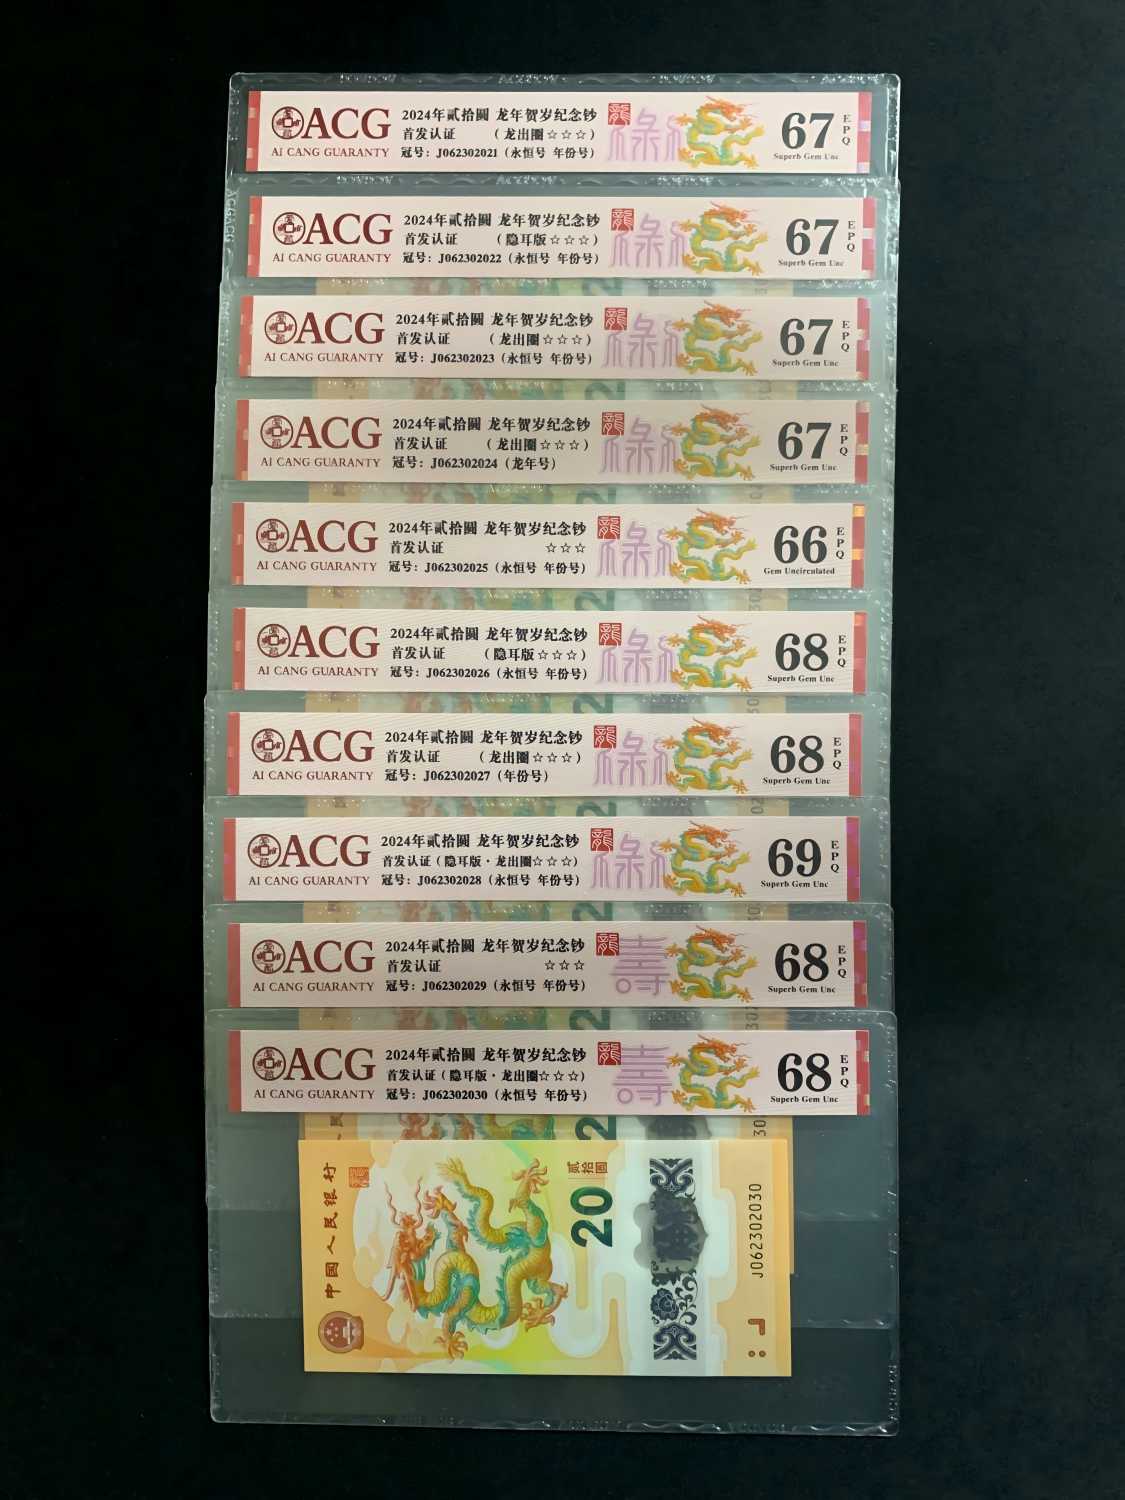 ACG
AI CANG GUARANTY
2024年贰拾圆 龙年贺岁纪念钞
首发认证 (龙出圈☆☆☆)
冠号: J062302021 (永恒号 年份号)
龍
禄
67
EPQ
Superb Gem Unc
ACG
AI CANG GUARANTY
2024年贰拾圆 龙年贺岁纪念钞
首发认证 (隐耳版☆☆☆)
冠号: J062302022 (永恒号 年份号)
龍
禄
67
EPQ
Superb Gem Unc
ACG
AI CANG GUARANTY
2024年贰拾圆 龙年贺岁纪念钞
首发认证 (龙出圈☆☆☆)
冠号: J062302023 (永恒号 年份号)
龍
禄
67
EPQ
Superb Gem Unc
ACG
AI CANG GUARANTY
2024年贰拾圆 龙年贺岁纪念钞
首发认证 (龙出圈☆☆☆)
冠号: J062302024 (龙年号)
龍
禄
67
EPQ
Superb Gem Unc
ACG
AI CANG GUARANTY
2024年贰拾圆 龙年贺岁纪念钞
首发认证 ☆☆☆
冠号: J062302025 (永恒号 年份号)
龍
禄
66
EPQ
Gem Uncirculated
ACG
AI CANG GUARANTY
2024年贰拾圆 龙年贺岁纪念钞
首发认证 (隐耳版☆☆☆)
冠号: J062302026 (永恒号 年份号)
龍
禄
68
EPQ
Superb Gem Unc
ACG
AI CANG GUARANTY
2024年贰拾圆 龙年贺岁纪念钞
首发认证 (龙出圈☆☆☆)
冠号: J062302027 (年份号)
龍
禄
68
EPQ
Superb Gem Unc
ACG
AI CANG GUARANTY
2024年贰拾圆 龙年贺岁纪念钞
首发认证 (隐耳版·龙出圈☆☆☆)
冠号: J062302028 (永恒号 年份号)
龍
禄
69
EPQ
Superb Gem Unc
ACG
AI CANG GUARANTY
2024年贰拾圆 龙年贺岁纪念钞
首发认证 ☆☆☆
冠号: J062302029 (永恒号 年份号)
龍
壽
68
EPQ
Superb Gem Unc
ACG
AI CANG GUARANTY
2024年贰拾圆 龙年贺岁纪念钞
首发认证 (隐耳版·龙出圈☆☆☆)
冠号: J062302030 (永恒号 年份号)
龍
壽
68
EPQ
Superb Gem Unc
中国人民银行
贰拾圆
20
J062302030